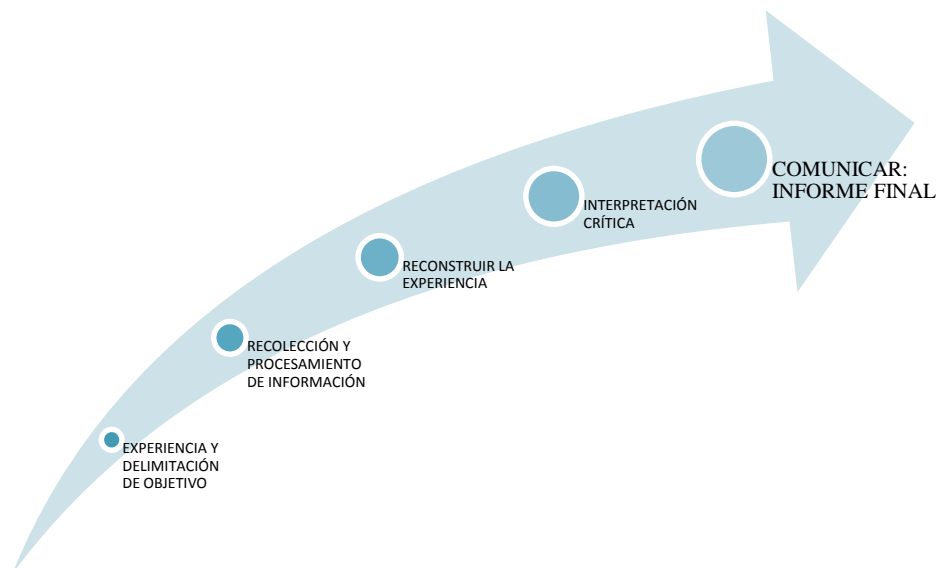 COMUNICAR:
INFORME FINAL
INTERPRETACIÓN
CRÍTICA
RECONSTRUIR LA
EXPERIENCIA
RECOLECCIÓN Y
PROCESAMIENTO
DE INFORMACIÓN
EXPERIENCIA Y
DELIMITACIÓN
DE OBJETIVO